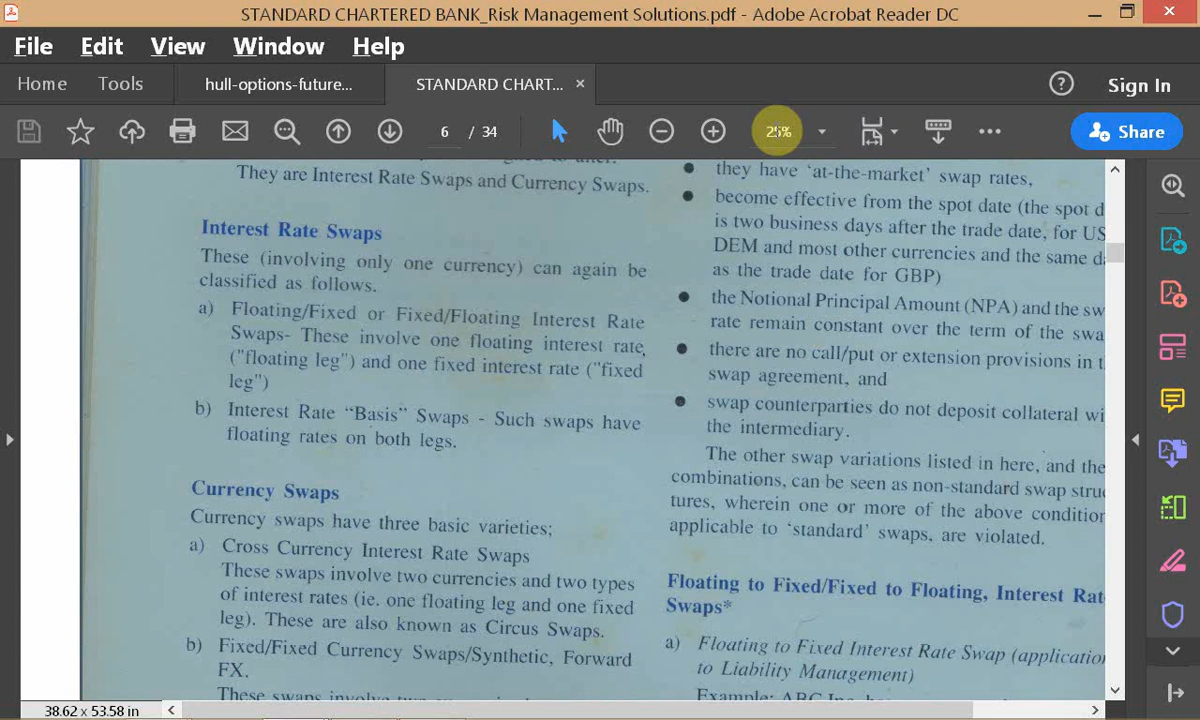 STANDARD CHARTERED BANK_Risk Management Solutions.pdf - Adobe Acrobat Reader DC
File Edit View Window Help
Home Tools hull-options-future... STANDARD CHART... × Sign In
6 / 34 25% Share
They are Interest Rate Swaps and Currency Swaps.
Interest Rate Swaps
These (involving only one currency) can again be
classified as follows.
a) Floating/Fixed or Fixed/Floating Interest Rate
Swaps- These involve one floating interest rate,
("floating leg") and one fixed interest rate ("fixed
leg")
b) Interest Rate “Basis” Swaps - Such swaps have
floating rates on both legs.
Currency Swaps
Currency swaps have three basic varieties;
a) Cross Currency Interest Rate Swaps
These swaps involve two currencies and two types
of interest rates (ie. one floating leg and one fixed
leg). These are also known as Circus Swaps.
b) Fixed/Fixed Currency Swaps/Synthetic, Forward
FX.
These swaps involve two
• they have ‘at-the-market’ swap rates,
• become effective from the spot date (the spot d
is two business days after the trade date, for US
DEM and most other currencies and the same da
as the trade date for GBP)
• the Notional Principal Amount (NPA) and the sw
rate remain constant over the term of the swa
• there are no call/put or extension provisions in t
swap agreement, and
• swap counterparties do not deposit collateral wi
the intermediary.
The other swap variations listed in here, and the
combinations, can be seen as non-standard swap struc
tures, wherein one or more of the above condition
applicable to ‘standard’ swaps, are violated.
Floating to Fixed/Fixed to Floating, Interest Rat
Swaps*
a) Floating to Fixed Interest Rate Swap (application
to Liability Management)
Example: ABC Inc.
38.62 x 53.58 in